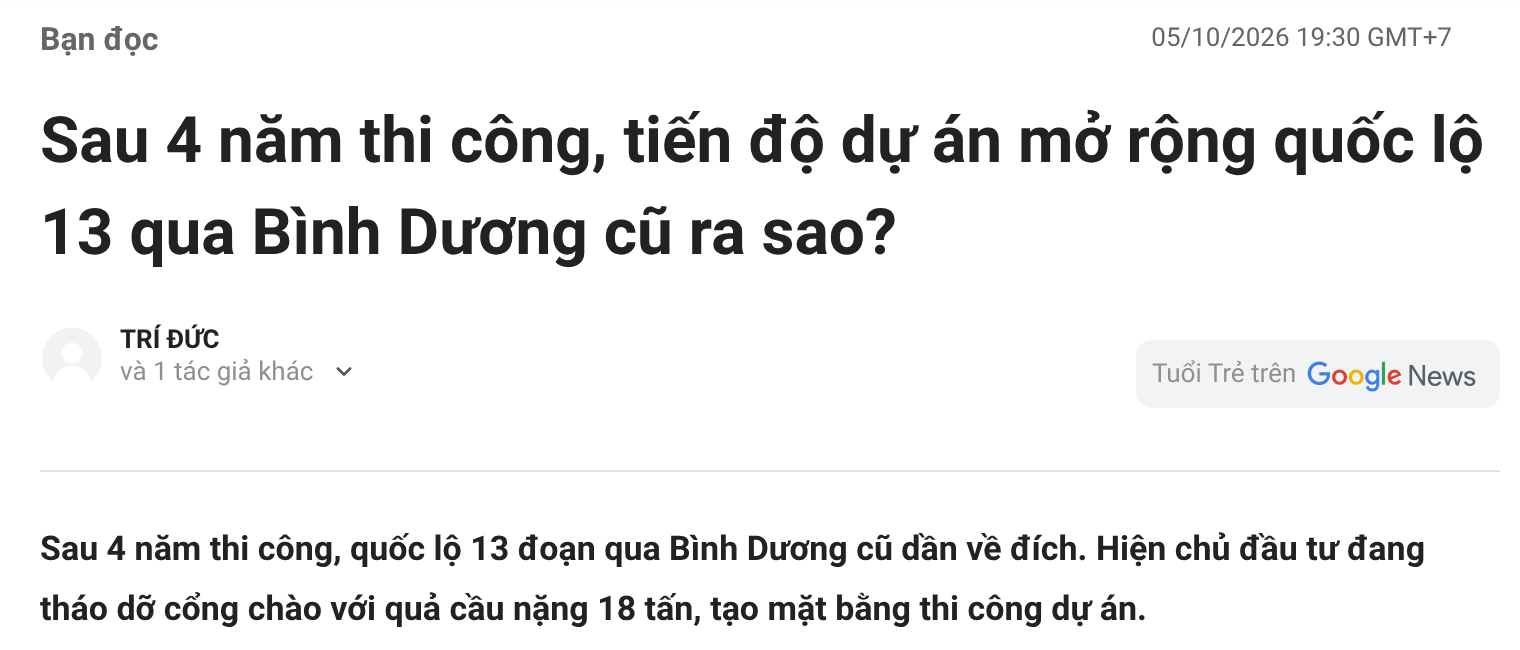 Bạn đọc
05/10/2026 19:30 GMT+7
Sau 4 năm thi công, tiến độ dự án mở rộng quốc lộ
13 qua Bình Dương cũ ra sao?
TRÍ ĐỨC
và 1 tác giả khác
Tuổi Trẻ trên Google News
Sau 4 năm thi công, quốc lộ 13 đoạn qua Bình Dương cũ dần về đích. Hiện chủ đầu tư đang
tháo dỡ cổng chào với quả cầu nặng 18 tấn, tạo mặt bằng thi công dự án.